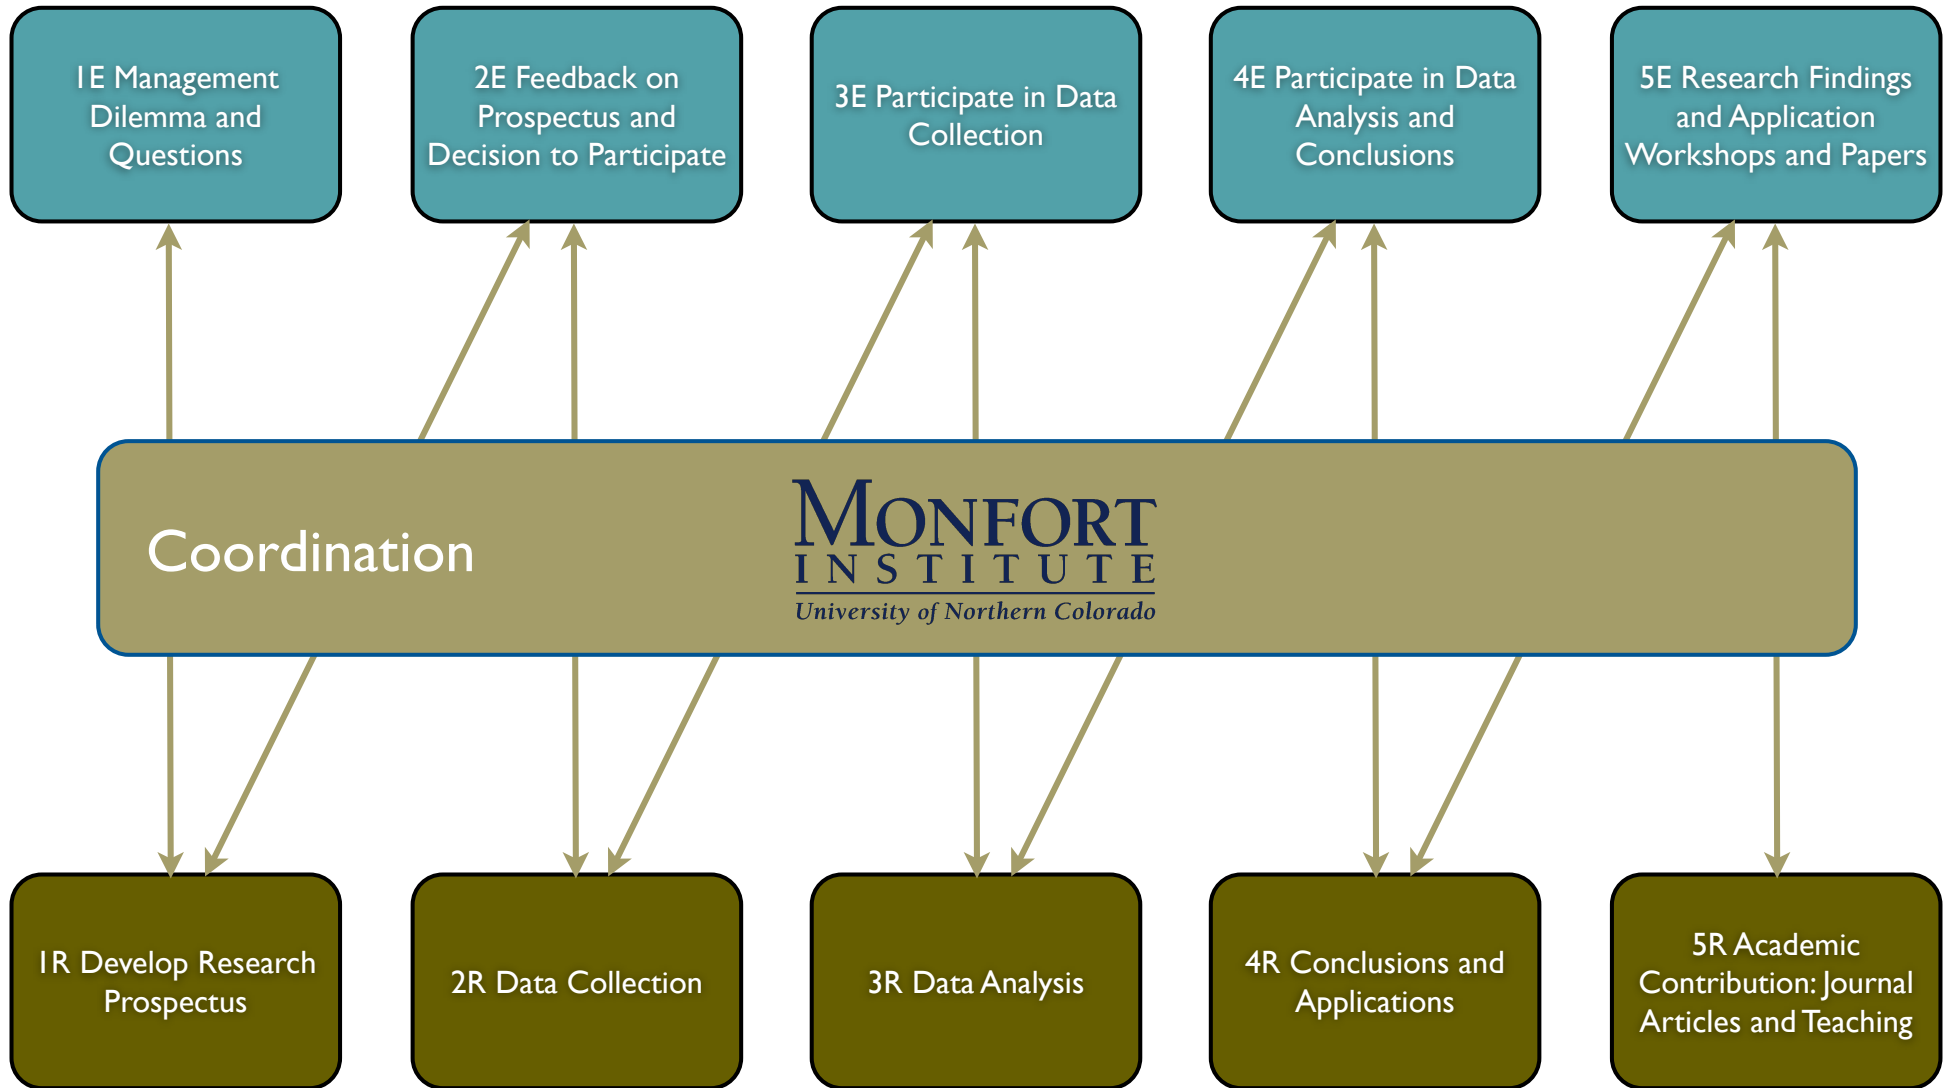 1E Management
Dilemma and
Questions
2E Feedback on
Prospectus and
Decision to Participate
3E Participate in Data
Collection
4E Participate in Data
Analysis and
Conclusions
5E Research Findings
and Application
Workshops and Papers
Coordination
MONFORT
INSTITUTE
University of Northern Colorado
1R Develop Research
Prospectus
2R Data Collection
3R Data Analysis
4R Conclusions and
Applications
5R Academic
Contribution: Journal
Articles and Teaching